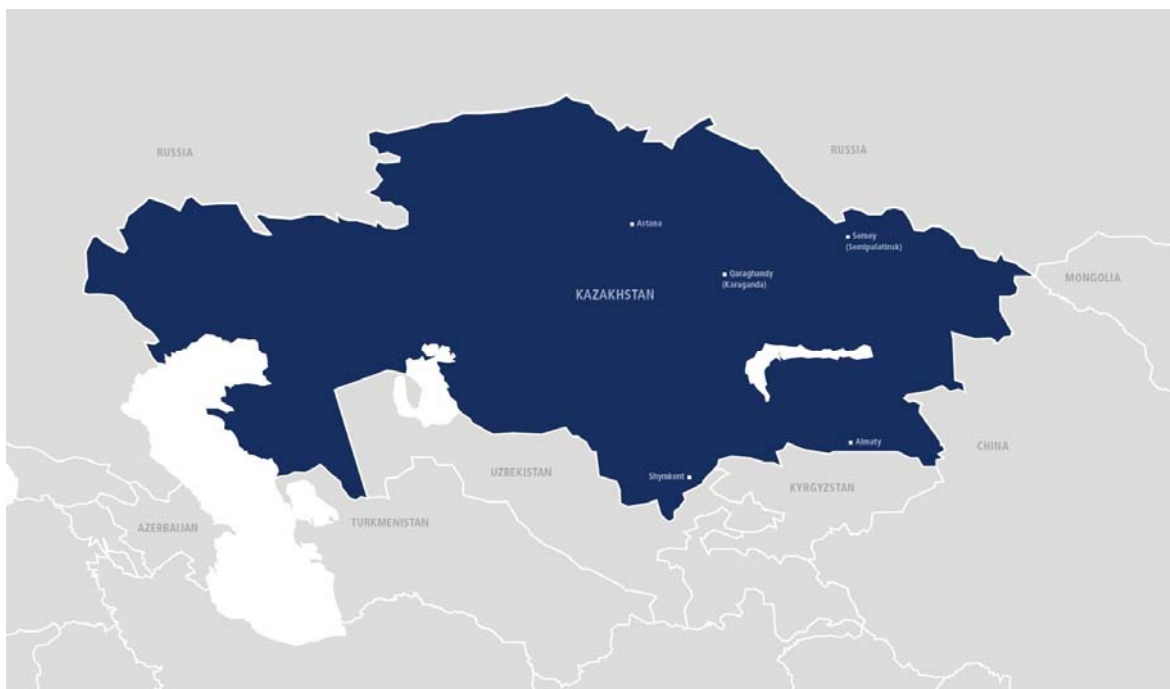 RUSSIA
RUSSIA
Astana
Semey
(Semipalatinsk)
Qaraghandy
(Karaganda)
MONGOLIA
KAZAKHSTAN
Almaty
CHINA
UZBEKISTAN
Shymkent
KYRGYZSTAN
AZERBAIJAN
TURKMENISTAN